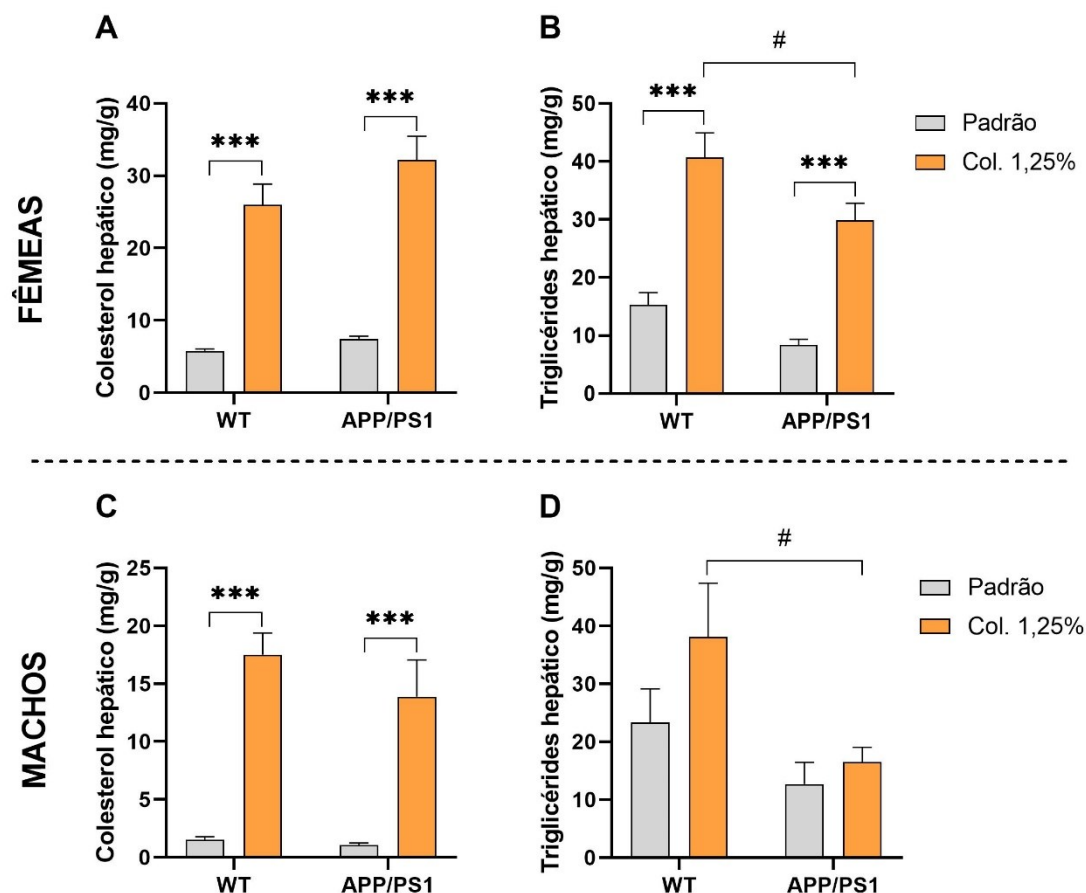 FÊMEAS
A
Colesterol hepático (mg/g)
40
30
20
10
0
***
***
WT
APP/PS1
B
Triglicérides hepático (mg/g)
50
40
30
20
10
0
***
***
#
WT
APP/PS1
Padrão
Col. 1,25%
MACHOS
C
Colesterol hepático (mg/g)
25
20
15
10
5
0
***
***
WT
APP/PS1
D
Triglicérides hepático (mg/g)
50
40
30
20
10
0
#
WT
APP/PS1
Padrão
Col. 1,25%